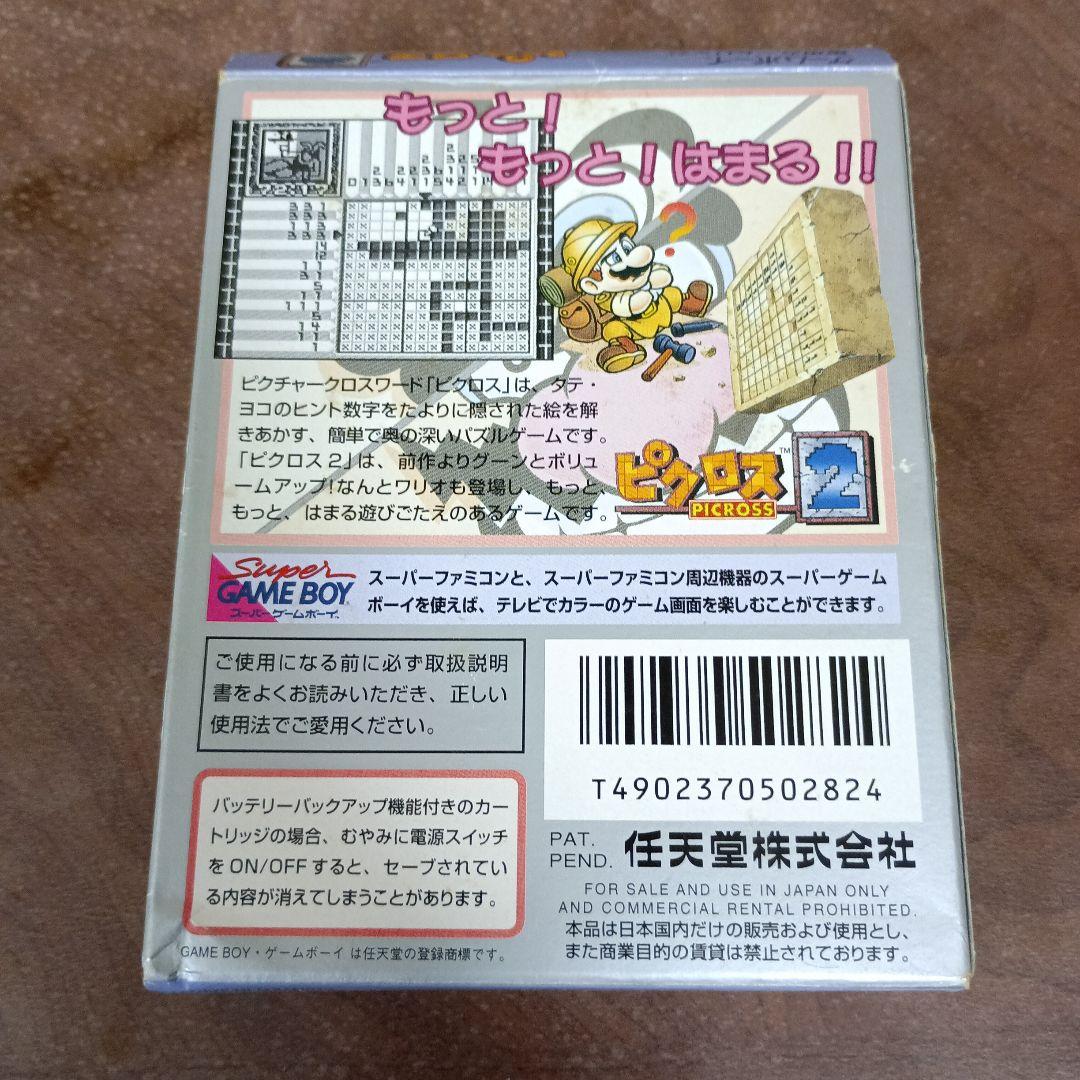 もっと!
もっと!はまる!!
?
ピクチャークロスワード「ピクロス」は、タテ・
ヨコのヒント数字をたよりに隠された絵を解
きあかす、簡単で奥の深いパズルゲームです。
「ピクロス2」は、前作よりグーンとボリュ
ームアップ!なんとワリオも登場し、もっと、
もっと、はまる遊びごたえのあるゲームです。
ピクロス™ 2
PICROSS
Super
GAME BOY
スーパーゲームボーイ
スーパーファミコンと、スーパーファミコン周辺機器のスーパーゲーム
ボーイを使えば、テレビでカラーのゲーム画面を楽しむことができます。
ご使用になる前に必ず取扱説明
書をよくお読みいただき、正しい
使用法でご愛用ください。
T4902370502824
バッテリーバックアップ機能付きのカー
トリッジの場合、むやみに電源スイッチ
を ON/OFF すると、セーブされてい
る内容が消えてしまうことがあります。
PAT.
PEND. 任天堂株式会社
FOR SALE AND USE IN JAPAN ONLY
AND COMMERCIAL RENTAL PROHIBITED.
本品は日本国内だけの販売および使用とし、
また商業目的の賃貸は禁止されております。
GAME BOY・ゲームボーイ は任天堂の登録商標です。